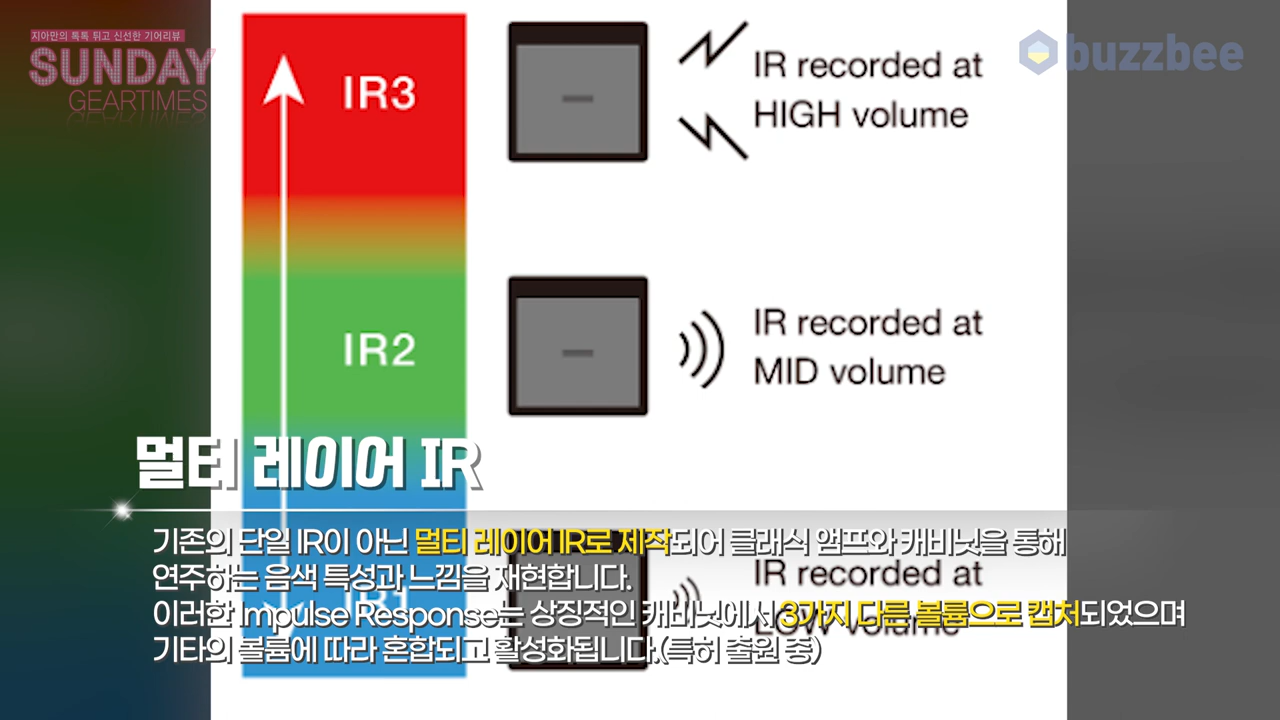 지아만의 톡톡 튀고 신선한 기어리뷰
SUNDAY
GEARTIMES
buzzbee
IR3
IR recorded at
HIGH volume
IR2
IR recorded at
MID volume
멀티 레이어 IR
기존의 단일 IR이 아닌 멀티 레이어 IR로 제작되어 클래식 앰프와 캐비닛을 통해
연주하는 음색 특성과 느낌을 재현합니다.
이러한 Impulse Response는 상징적인 캐비닛에서 3가지 다른 볼륨으로 캡처되었으며
기타의 볼륨에 따라 혼합되고 활성화됩니다.(특허 출원 중)
IR1
IR recorded at
LOW volume